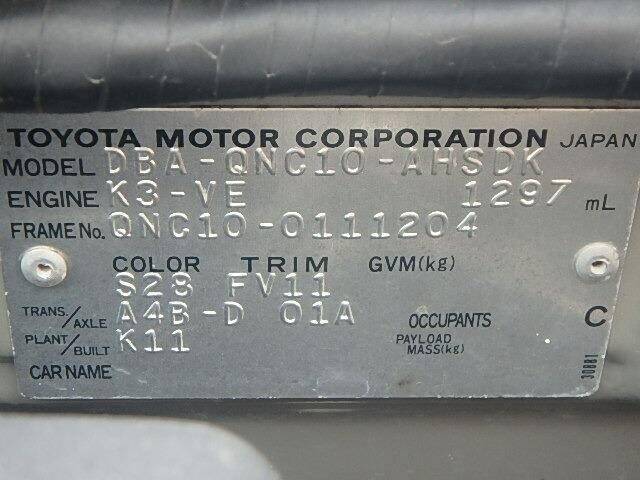 TOYOTA MOTOR CORPORATION JAPAN
MODEL DBA-QNC10-AHSDK
ENGINE K3-VE 1297 mL
FRAME No. QNC10-0111204
COLOR TRIM GVM(kg)
S28 FV11
TRANS./AXLE A4B-D 01A OCCUPANTS C
PLANT/BUILT K11 PAYLOAD MASS(kg)
CAR NAME
30881